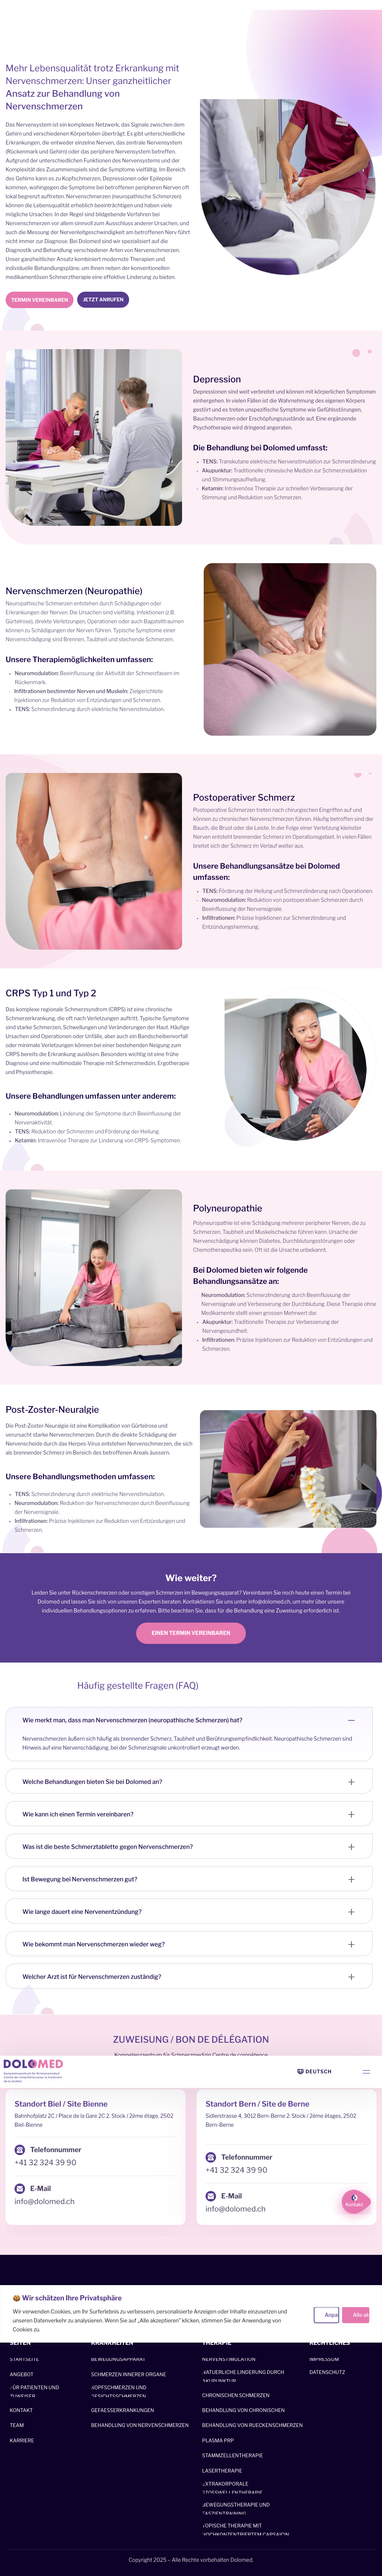 Mehr Lebensqualität trotz Erkrankung mit
Nervenschmerzen: Unser ganzheitlicher
Ansatz zur Behandlung von
Nervenschmerzen
Das Nervensystem ist ein komplexes Netzwerk, das Signale zwischen dem
Gehirn und verschiedenen Körperteilen überträgt. Es gibt unterschiedliche
Erkrankungen, die entweder einzelne Nerven, das zentrale Nervensystem
(Rückenmark und Gehirn) oder das periphere Nervensystem betreffen.
Aufgrund der unterschiedlichen Funktionen des Nervensystems und der
Komplexität des Zusammenspiels sind die Symptome vielfältig. Im Bereich
des Gehirns kann es zu Kopfschmerzen, Depressionen oder Epilepsie
kommen, wohingegen die Symptome bei betroffenen peripheren Nerven oft
lokal begrenzt auftreten. Nervenschmerzen (neuropathische Schmerzen)
können die Lebensqualität erheblich beeinträchtigen und haben viele
mögliche Ursachen. In der Regel sind bildgebende Verfahren bei
Nervenschmerzen vor allem sinnvoll zum Ausschluss anderer Ursachen, und
auch die Messung der Nervenleitgeschwindigkeit am betroffenen Nerv führt
nicht immer zur Diagnose. Bei Dolomed sind wir spezialisiert auf die
Diagnostik und Behandlung verschiedener Arten von Nervenschmerzen.
Unser ganzheitlicher Ansatz kombiniert modernste Therapien und
individuelle Behandlungspläne, um Ihnen neben der konventionellen
medikamentösen Schmerztherapie eine effektive Linderung zu bieten.
TERMIN VEREINBAREN
JETZT ANRUFEN
Depression
Depressionen sind weit verbreitet und können mit körperlichen Symptomen
einhergehen. In vielen Fällen ist die Wahrnehmung des eigenen Körpers
gestört und es treten unspezifische Symptome wie Gefühlsstörungen,
Bauchschmerzen oder Erschöpfungszustände auf. Eine ergänzende
Psychotherapie wird dringend angeraten.
Die Behandlung bei Dolomed umfasst:
TENS: Transkutane elektrische Nervenstimulation zur Schmerzlinderung
Akupunktur: Traditionelle chinesische Medizin zur Schmerzreduktion
und Stimmungsaufhellung.
Ketamin: Intravenöse Therapie zur schnellen Verbesserung der
Stimmung und Reduktion von Schmerzen.
Nervenschmerzen (Neuropathie)
Neuropathische Schmerzen entstehen durch Schädigungen oder
Erkrankungen der Nerven. Die Ursachen sind vielfältig. Infektionen (z.B.
Gürtelrose), direkte Verletzungen, Operationen oder auch Bagatelltraumen
können zu Schädigungen der Nerven führen. Typische Symptome einer
Nervenschädigung sind Brennen, Taubheit und stechende Schmerzen.
Unsere Therapiemöglichkeiten umfassen:
Neuromodulation: Beeinflussung der Aktivität der Schmerzfasern im
Rückenmark.
Infiltrationen bestimmter Nerven und Muskeln: Zielgerichtete
Injektionen zur Reduktion von Entzündungen und Schmerzen.
TENS: Schmerzlinderung durch elektrische Nervenstimulation.
Postoperativer Schmerz
Postoperative Schmerzen treten nach chirurgischen Eingriffen auf und
können zu chronischen Nervenschmerzen führen. Häufig betroffen sind der
Bauch, die Brust oder die Leiste. In der Folge einer Verletzung kleinster
Nerven entsteht brennender Schmerz im Operationsgebiet. In vielen Fällen
breitet sich der Schmerz im Verlauf weiter aus.
Unsere Behandlungsansätze bei Dolomed
umfassen:
TENS: Förderung der Heilung und Schmerzlinderung nach Operationen.
Neuromodulation: Reduktion von postoperativen Schmerzen durch
Beeinflussung der Nervensignale.
Infiltrationen: Präzise Injektionen zur Schmerzlinderung und
Entzündungshemmung.
CRPS Typ 1 und Typ 2
Das komplexe regionale Schmerzsyndrom (CRPS) ist eine chronische
Schmerzerkrankung, die oft nach Verletzungen auftritt. Typische Symptome
sind starke Schmerzen, Schwellungen und Veränderungen der Haut. Häufige
Ursachen sind Operationen oder Unfälle, aber auch ein Bandscheibenvorfall
oder minimale Verletzungen können bei einer bestehenden Neigung zum
CRPS bereits die Erkrankung auslösen. Besonders wichtig ist eine frühe
Diagnose und eine multimodale Therapie mit Schmerzmedizin, Ergotherapie
und Physiotherapie.
Unsere Behandlungen umfassen unter anderem:
Neuromodulation: Linderung der Symptome durch Beeinflussung der
Nervenaktivität.
TENS: Reduktion der Schmerzen und Förderung der Heilung.
Ketamin: Intravenöse Therapie zur Linderung von CRPS-Symptomen.
Polyneuropathie
Polyneuropathie ist eine Schädigung mehrerer peripherer Nerven, die zu
Schmerzen, Taubheit und Muskelschwäche führen kann. Ursache der
Nervenschädigung können Diabetes, Durchblutungsstörungen oder
Chemotherapeutika sein. Oft ist die Ursache unbekannt.
Bei Dolomed bieten wir folgende
Behandlungsansätze an:
Neuromodulation: Schmerzlinderung durch Beeinflussung der
Nervensignale und Verbesserung der Durchblutung. Diese Therapie ohne
Medikamente stellt einen grossen Mehrwert dar.
Akupunktur: Traditionelle Therapie zur Verbesserung der
Nervengesundheit.
Infiltrationen: Präzise Injektionen zur Reduktion von Entzündungen und
Schmerzen.
Post-Zoster-Neuralgie
Die Post-Zoster-Neuralgie ist eine Komplikation von Gürtelrose und
verursacht starke Nervenschmerzen. Durch die direkte Schädigung der
Nervenscheide durch das Herpes-Virus entstehen Nervenschmerzen, die sich
als brennender Schmerz im Bereich des betroffenen Areals äussern.
Unsere Behandlungsmethoden umfassen:
TENS: Schmerzlinderung durch elektrische Nervenstimulation.
Neuromodulation: Reduktion der Nervenschmerzen durch Beeinflussung
der Nervensignale.
Infiltrationen: Präzise Injektionen zur Reduktion von Entzündungen und
Schmerzen.
Wie weiter?
Leiden Sie unter Rückenschmerzen oder sonstigen Schmerzen im Bewegungsapparat? Vereinbaren Sie noch heute einen Termin bei
Dolomed und lassen Sie sich von unseren Experten beraten. Kontaktieren Sie uns unter info@dolomed.ch, um mehr über unsere
individuellen Behandlungsoptionen zu erfahren. Bitte beachten Sie, dass für die Behandlung eine Zuweisung erforderlich ist.
EINEN TERMIN VEREINBAREN
Häufig gestellte Fragen (FAQ)
Wie merkt man, dass man Nervenschmerzen (neuropathische Schmerzen) hat?
Nervenschmerzen äußern sich häufig als brennender Schmerz, Taubheit und Berührungsempfindlichkeit. Neuropathische Schmerzen sind
Hinweis auf eine Nervenschädigung, bei der Schmerzsignale unkontrolliert erzeugt werden.
Welche Behandlungen bieten Sie bei Dolomed an?
Wie kann ich einen Termin vereinbaren?
Was ist die beste Schmerztablette gegen Nervenschmerzen?
Ist Bewegung bei Nervenschmerzen gut?
Wie lange dauert eine Nervenentzündung?
Wie bekommt man Nervenschmerzen wieder weg?
Welcher Arzt ist für Nervenschmerzen zuständig?
ZUWEISUNG / BON DE DÉLÉGATION
Kompetenzzentrum für Schmerzmedizin Centre de compétence
DOLOMED
DEUTSCH
Standort Biel / Site Bienne
Bahnhofplatz 2C / Place de la Gare 2C 2. Stock / 2ème étage, 2502
Biel-Bienne
Telefonnummer
+41 32 324 39 90
E-Mail
info@dolomed.ch
Standort Bern / Site de Berne
Sidlerstrasse 4, 3012 Bern-Berne 2. Stock / 2ème étages, 2502
Bern-Berne
Telefonnummer
+41 32 324 39 90
E-Mail
info@dolomed.ch
Kontakt
Wir schätzen Ihre Privatsphäre
Wir verwenden Cookies, um Ihr Surferlebnis zu verbessern, personalisierte Anzeigen oder Inhalte einzusetzen und
unseren Datenverkehr zu analysieren. Wenn Sie auf „Alle akzeptieren" klicken, stimmen Sie der Anwendung von
Cookies zu.
SEITEN
STARTSEITE
ANGEBOT
FÜR PATIENTEN UND
ZUWEISER
KONTAKT
TEAM
KARRIERE
KRANKHEITEN
BEWEGUNGSAPPARAT
SCHMERZEN INNERER ORGANE
KOPFSCHMERZEN UND
GESICHTSSCHMERZEN
GEFAESSERKRANKUNGEN
BEHANDLUNG VON NERVENSCHMERZEN
THERAPIE
NERVENSTIMULATION
NATUERLICHE LINDERUNG DURCH
AKUPUNKTUR
CHRONISCHEN SCHMERZEN
BEHANDLUNG VON CHRONISCHEN
BEHANDLUNG VON RUECKENSCHMERZEN
PLASMA PRP
STAMMZELLENTHERAPIE
LASERTHERAPIE
EXTRAKORPORALE
STOSSWELLENTHERAPIE
BEWEGUNGSTHERAPIE UND
FASZIENTRAINING
TOPISCHE THERAPIE MIT
HOCHKONZENTRIERTEM CAPSAICIN
RECHTLICHES
IMPRESSUM
DATENSCHUTZ
Copyright 2025 – Alle Rechte vorbehalten Dolomed.